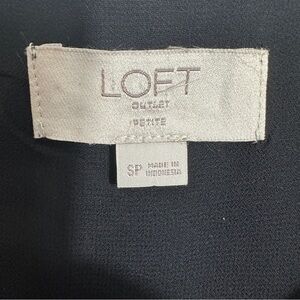 LOFT
OUTLET
PETITE
SP MADE IN
INDONESIA